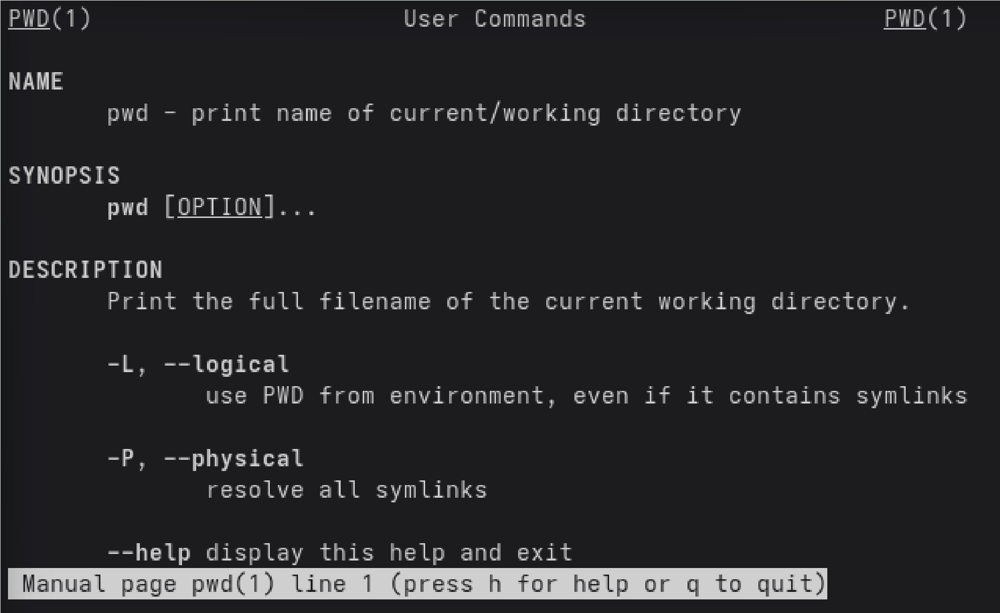 PWD(1) User Commands PWD(1)
NAME
pwd - print name of current/working directory
SYNOPSIS
pwd [OPTION]...
DESCRIPTION
Print the full filename of the current working directory.
-L, --logical
use PWD from environment, even if it contains symlinks
-P, --physical
resolve all symlinks
--help display this help and exit
Manual page pwd(1) line 1 (press h for help or q to quit)